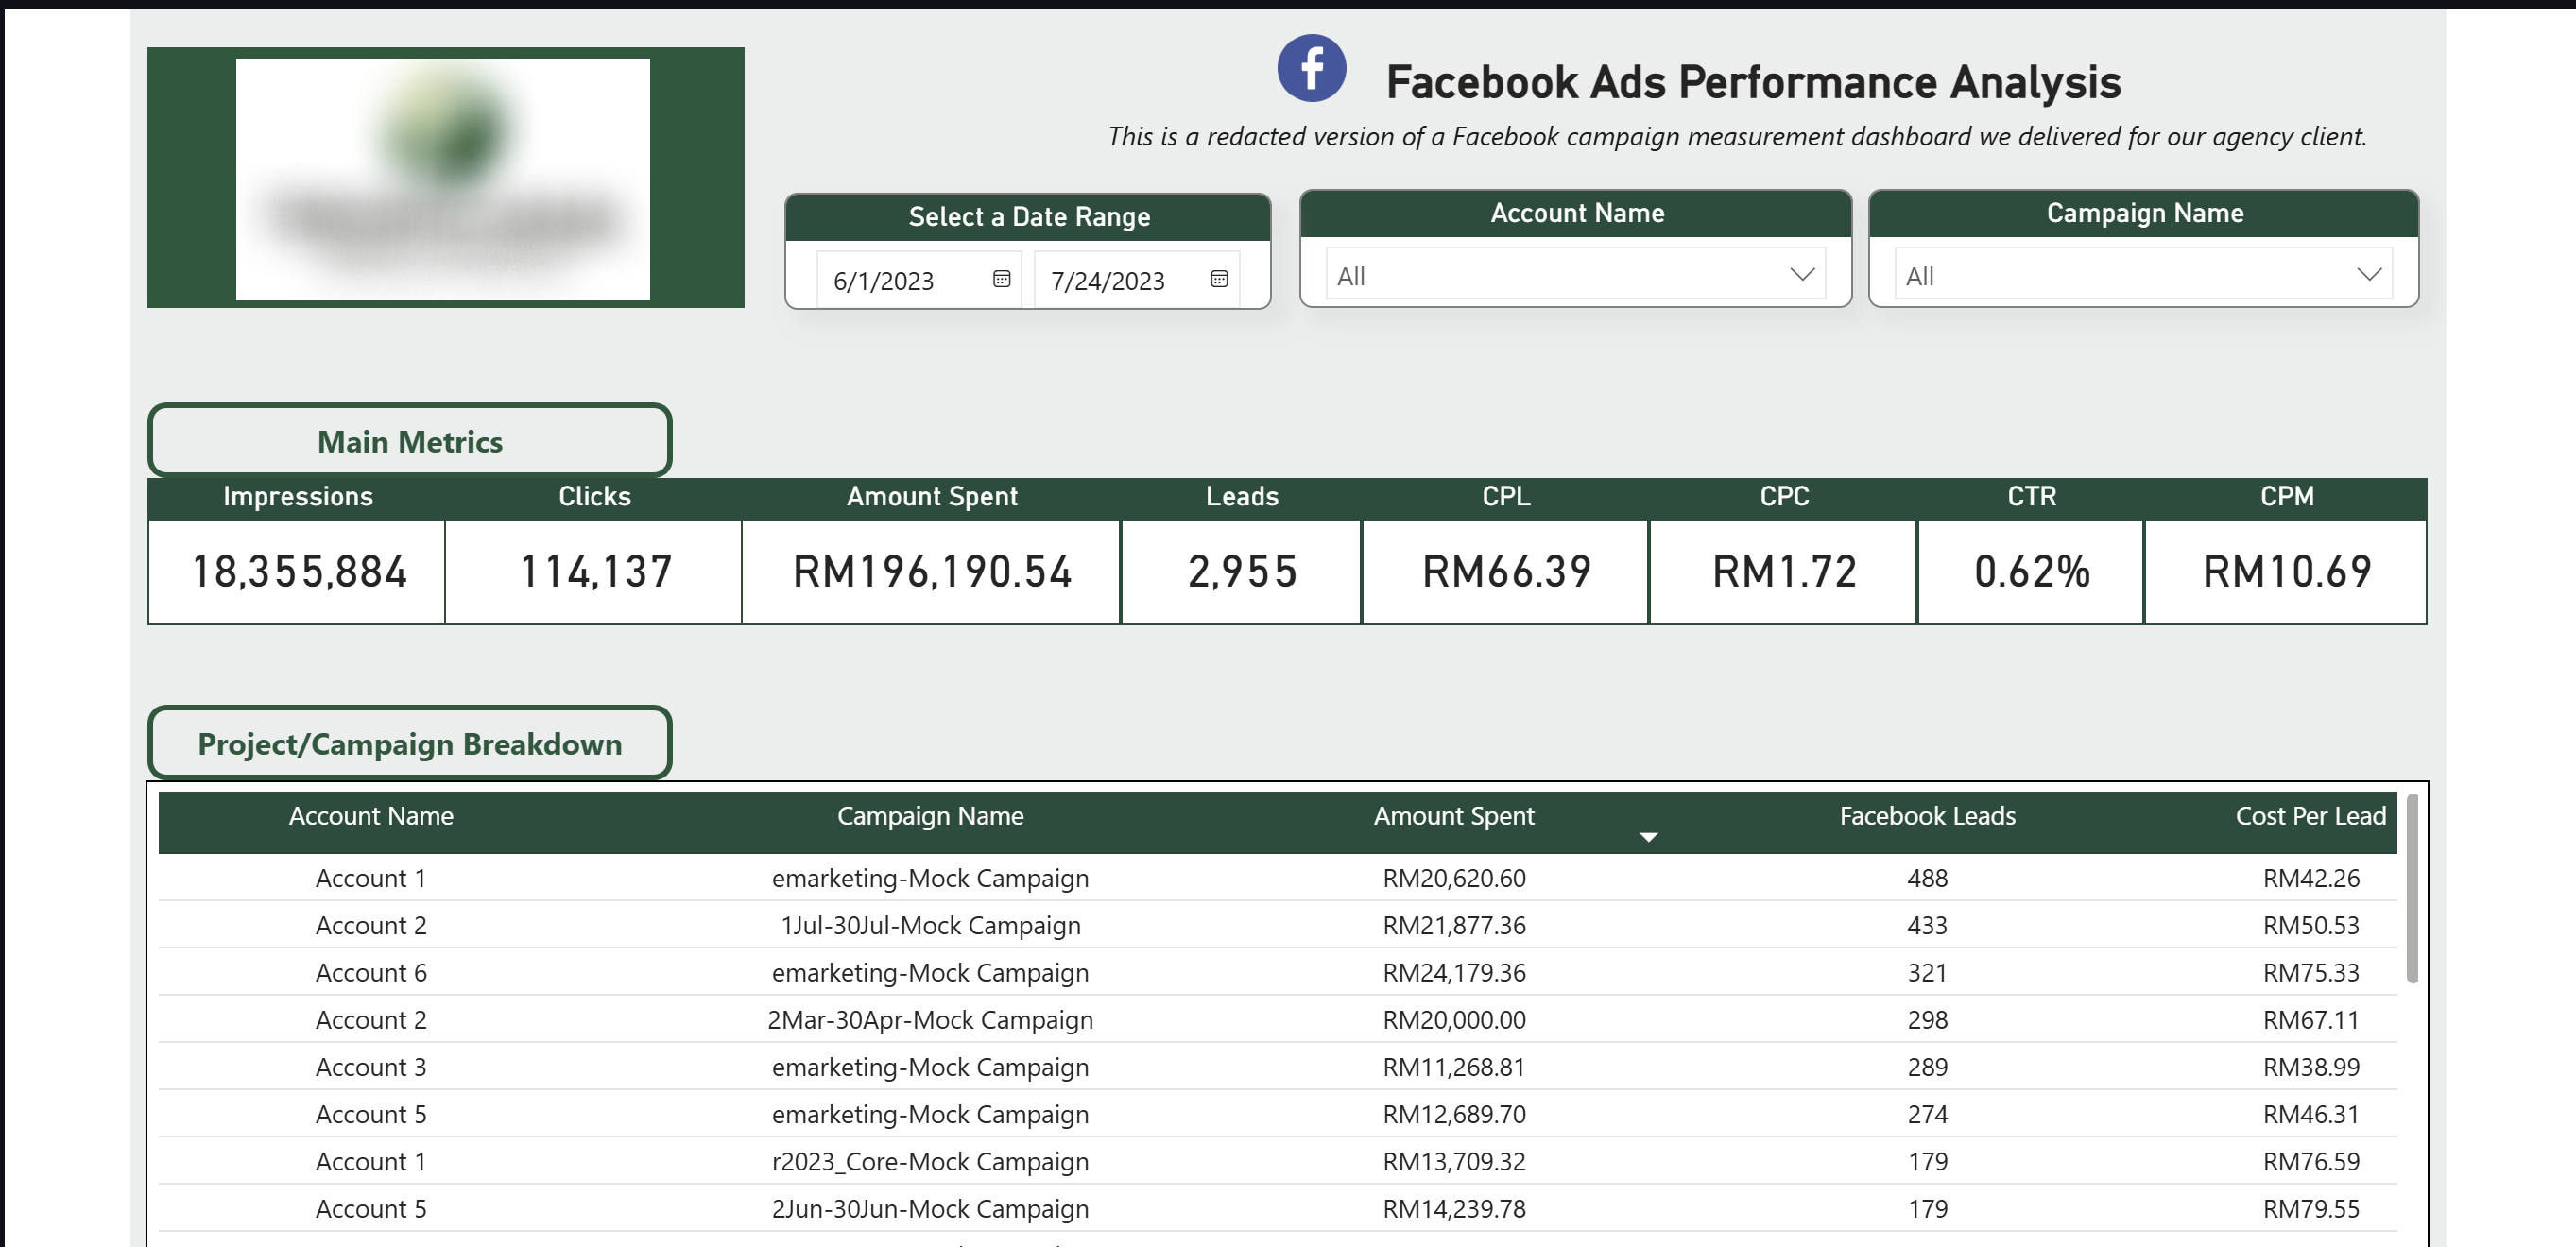 f Facebook Ads Performance Analysis
This is a redacted version of a Facebook campaign measurement dashboard we delivered for our agency client.
Select a Date Range Account Name Campaign Name
6/1/2023 7/24/2023 All All
Main Metrics
Impressions Clicks Amount Spent Leads CPL CPC CTR CPM
18,355,884 114,137 RM196,190.54 2,955 RM66.39 RM1.72 0.62% RM10.69
Project/Campaign Breakdown
Account Name Campaign Name Amount Spent Facebook Leads Cost Per Lead
Account 1 emarketing-Mock Campaign RM20,620.60 488 RM42.26
Account 2 1Jul-30Jul-Mock Campaign RM21,877.36 433 RM50.53
Account 6 emarketing-Mock Campaign RM24,179.36 321 RM75.33
Account 2 2Mar-30Apr-Mock Campaign RM20,000.00 298 RM67.11
Account 3 emarketing-Mock Campaign RM11,268.81 289 RM38.99
Account 5 emarketing-Mock Campaign RM12,689.70 274 RM46.31
Account 1 r2023_Core-Mock Campaign RM13,709.32 179 RM76.59
Account 5 2Jun-30Jun-Mock Campaign RM14,239.78 179 RM79.55